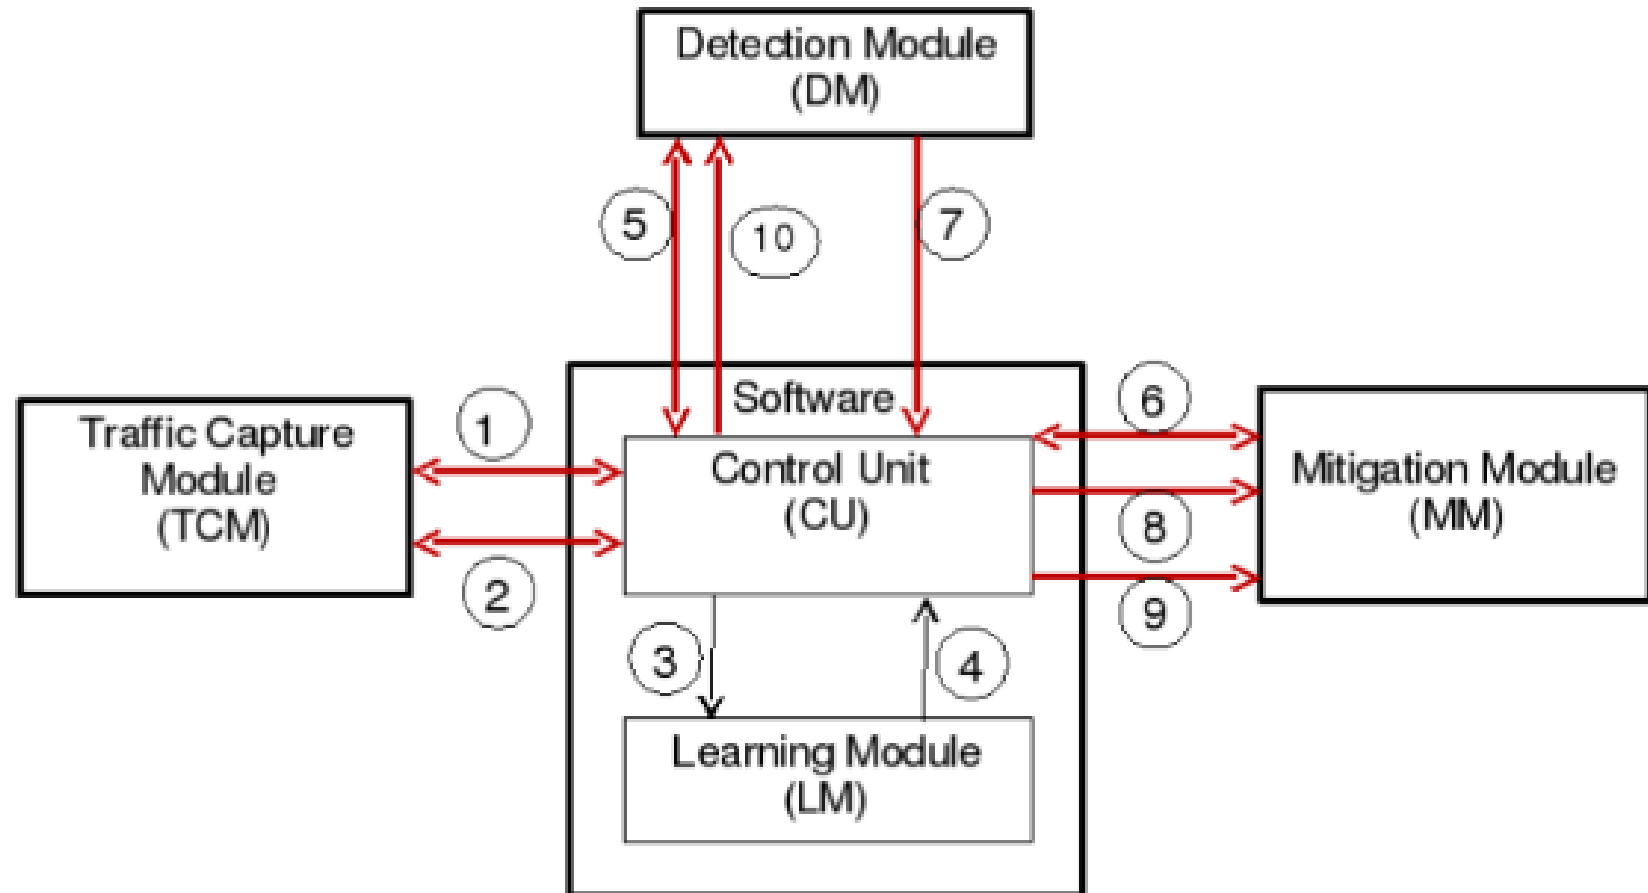 Detection Module
(DM)
5
10
7
Software
Traffic Capture
Module
(TCM)
1
2
Control Unit
(CU)
6
8
9
Mitigation Module
(MM)
3
4
Learning Module
(LM)